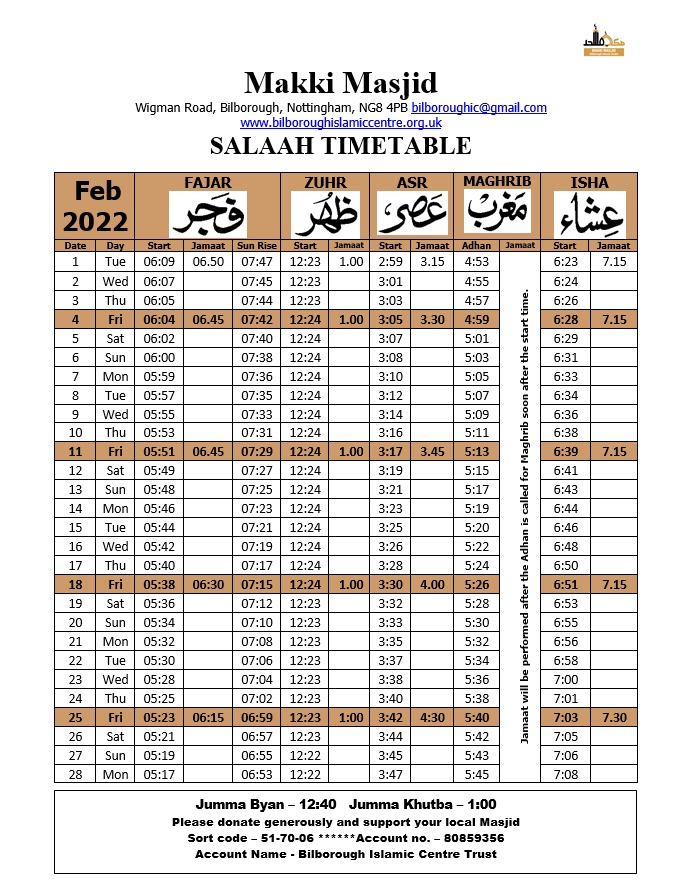 Makki Masjid
Wigman Road, Bilborough, Nottingham, NG8 4PB bilboroughic@gmail.com
www.bilboroughislamiccentre.org.uk
SALAAH TIMETABLE
Feb 2022 FAJAR ZUHR ASR MAGHRIB ISHA
فجر ظهر عصر مغرب عشاء
Date Day Start Jamaat Sun Rise Start Jamaat Start Jamaat Adhan Jamaat Start Jamaat
1 Tue 06:09 06.50 07:47 12:23 1.00 2:59 3.15 4:53 6:23 7.15
2 Wed 06:07 07:45 12:23 3:01 4:55 6:24
3 Thu 06:05 07:44 12:23 3:03 4:57 6:26
4 Fri 06:04 06.45 07:42 12:24 1.00 3:05 3.30 4:59 6:28 7.15
5 Sat 06:02 07:40 12:24 3:07 5:01 6:29
6 Sun 06:00 07:38 12:24 3:08 5:03 6:31
7 Mon 05:59 07:36 12:24 3:10 5:05 6:33
8 Tue 05:57 07:35 12:24 3:12 5:07 6:34
9 Wed 05:55 07:33 12:24 3:14 5:09 6:36
10 Thu 05:53 07:31 12:24 3:16 5:11 6:38
11 Fri 05:51 06.45 07:29 12:24 1.00 3:17 3.45 5:13 6:39 7.15
12 Sat 05:49 07:27 12:24 3:19 5:15 6:41
13 Sun 05:48 07:25 12:24 3:21 5:17 6:43
14 Mon 05:46 07:23 12:24 3:23 5:19 6:44
15 Tue 05:44 07:21 12:24 3:25 5:20 6:46
16 Wed 05:42 07:19 12:24 3:26 5:22 6:48
17 Thu 05:40 07:17 12:24 3:28 5:24 6:50
18 Fri 05:38 06:30 07:15 12:24 1.00 3:30 4.00 5:26 6:51 7.15
19 Sat 05:36 07:12 12:23 3:32 5:28 6:53
20 Sun 05:34 07:10 12:23 3:33 5:30 6:55
21 Mon 05:32 07:08 12:23 3:35 5:32 6:56
22 Tue 05:30 07:06 12:23 3:37 5:34 6:58
23 Wed 05:28 07:04 12:23 3:38 5:36 7:00
24 Thu 05:25 07:02 12:23 3:40 5:38 7:01
25 Fri 05:23 06:15 06:59 12:23 1:00 3:42 4:30 5:40 7:03 7.30
26 Sat 05:21 06:57 12:23 3:44 5:42 7:05
27 Sun 05:19 06:55 12:22 3:45 5:43 7:06
28 Mon 05:17 06:53 12:22 3:47 5:45 7:08
Jamaat will be performed after the Adhan is called for Maghrib soon after the start time.
Jumma Byan – 12:40 Jumma Khutba – 1:00
Please donate generously and support your local Masjid
Sort code – 51-70-06 ******Account no. – 80859356
Account Name - Bilborough Islamic Centre Trust